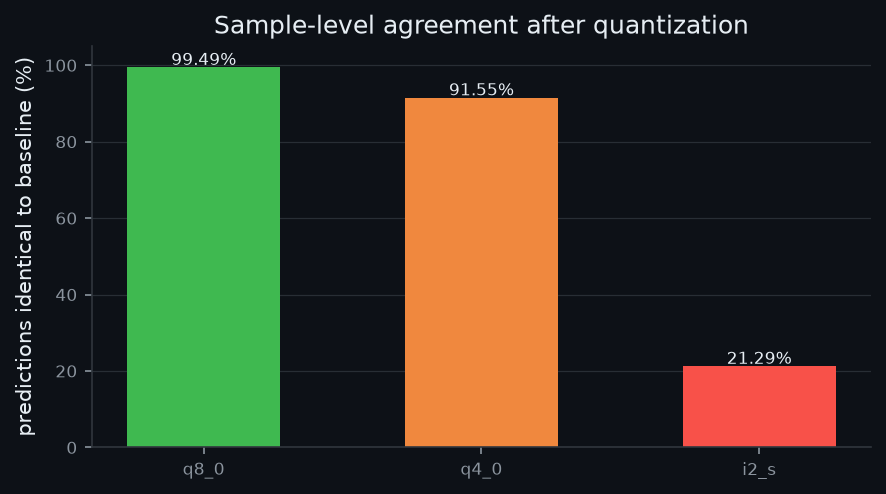 Sample-level agreement after quantization
predictions identical to baseline (%)
100
80
60
40
20
0
99.49%
91.55%
21.29%
q8_0
q4_0
i2_s